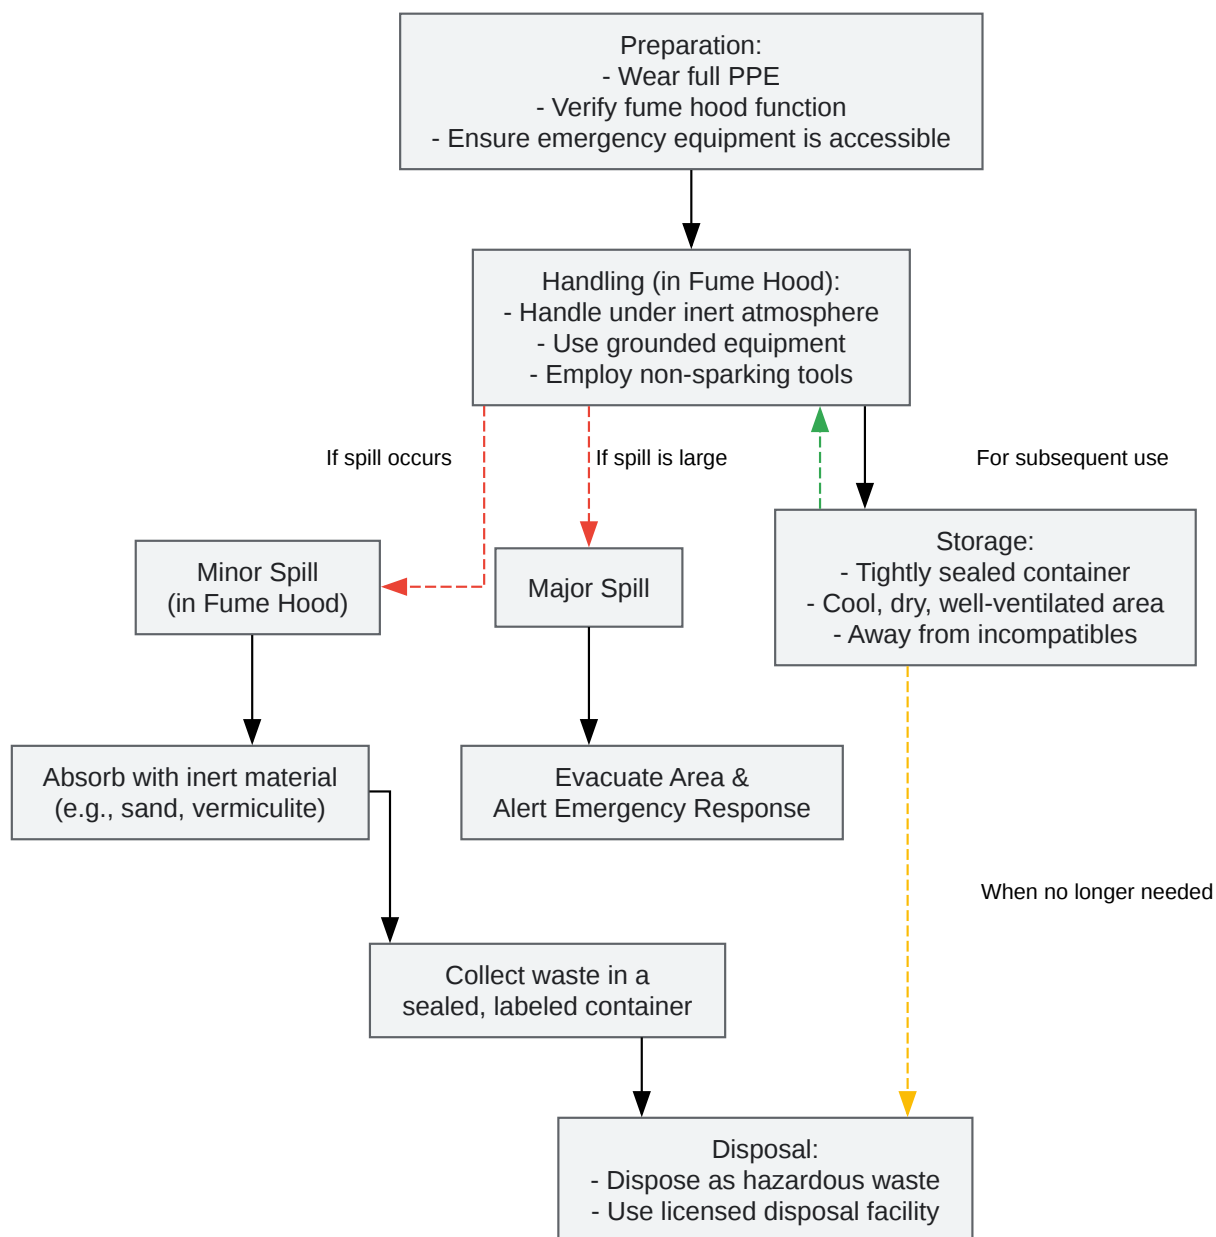 Preparation:
- Wear full PPE
- Verify fume hood function
- Ensure emergency equipment is accessible
Handling (in Fume Hood):
- Handle under inert atmosphere
- Use grounded equipment
- Employ non-sparking tools
If spill occurs
If spill is large
For subsequent use
Minor Spill
(in Fume Hood)
Major Spill
Storage:
- Tightly sealed container
- Cool, dry, well-ventilated area
- Away from incompatibles
Absorb with inert material
(e.g., sand, vermiculite)
Evacuate Area &
Alert Emergency Response
When no longer needed
Collect waste in a
sealed, labeled container
Disposal:
- Dispose as hazardous waste
- Use licensed disposal facility